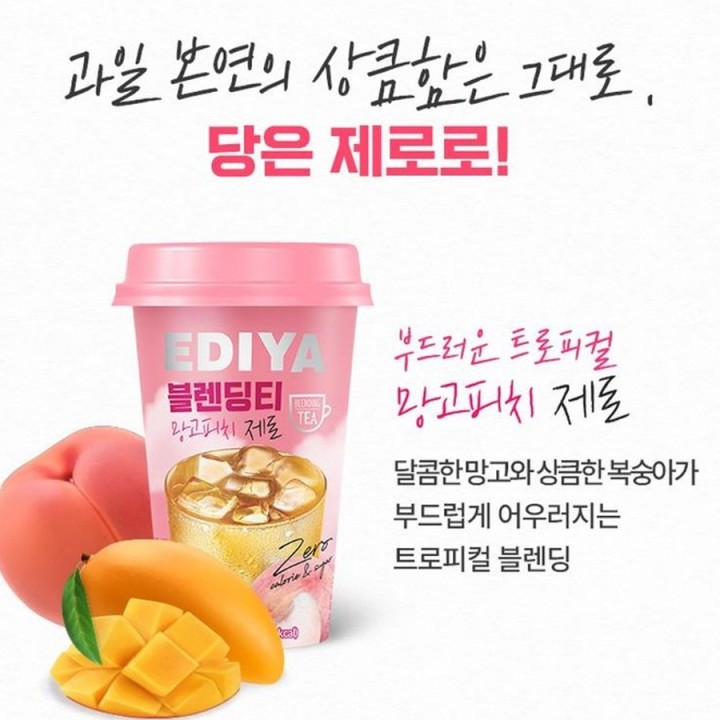 과일 본연의 상큼함은 그대로,
당은 제로로!
EDIYA
블렌딩티
BLENDING
TEA
망고피치 제로
Zero
calorie & sugar
kcal)
부드러운 트로피컬
망고피치 제로
달콤한 망고와 상큼한 복숭아가
부드럽게 어우러지는
트로피컬 블렌딩